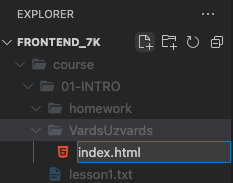 EXPLORER
FRONTEND_7K
course
01-INTRO
homework
VardsUzvards
index.html
lesson1.txt